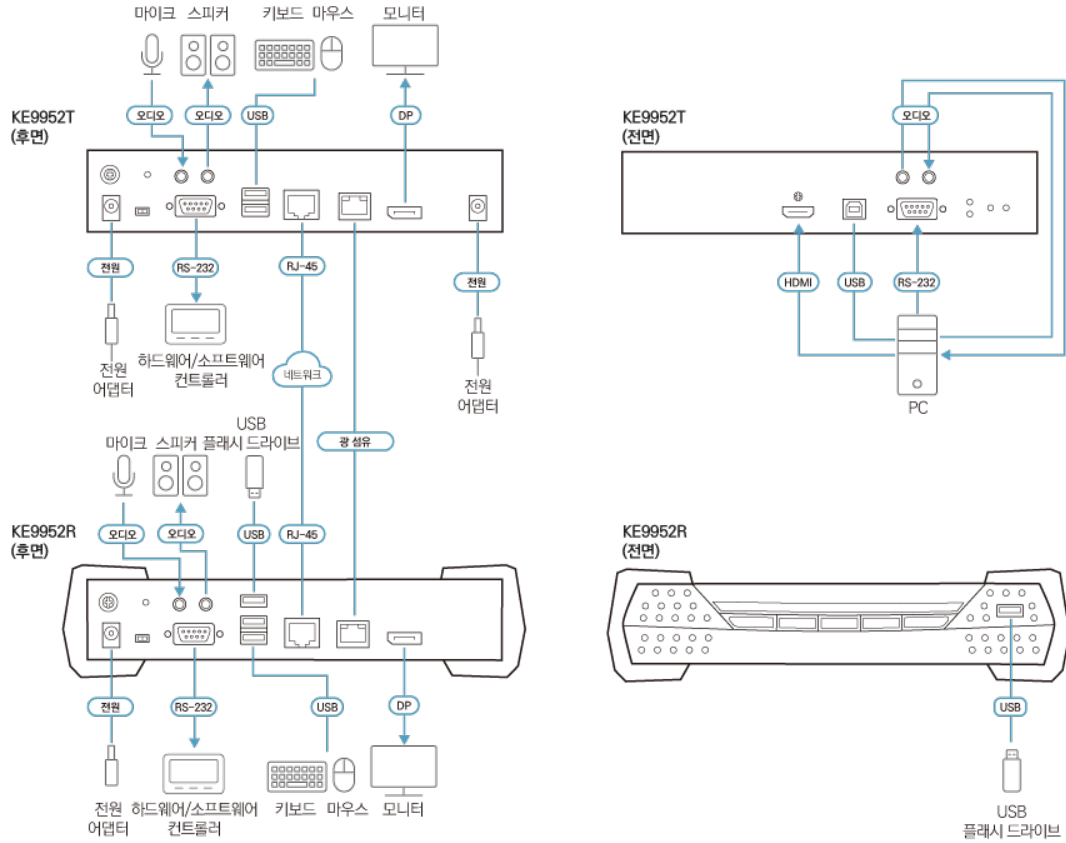 마이크 스피커 키보드 마우스 모니터
KE9952T
(후면)
오디오 오디오 USB DP
전원 RS-232 RJ-45 전원
전원
어댑터
하드웨어/소프트웨어
컨트롤러
네트워크
전원
어댑터
광 섬유
KE9952T
(전면)
오디오
HDMI USB RS-232
PC
마이크 스피커 USB
플래시 드라이브
KE9952R
(후면)
오디오 오디오 USB RJ-45
전원 RS-232 USB DP
전원
어댑터
하드웨어/소프트웨어
컨트롤러
키보드 마우스 모니터
KE9952R
(전면)
USB
USB
플래시 드라이브